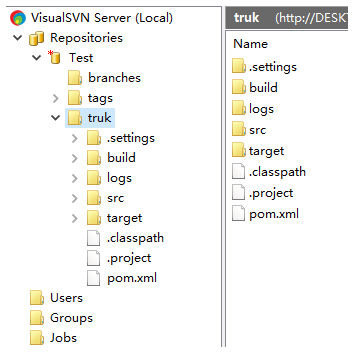 VisualSVN Server (Local)
Repositories
Test
branches
tags
truk
.settings
build
logs
src
target
.classpath
.project
pom.xml
Users
Groups
Jobs
truk (http://DESK
Name
.settings
build
logs
src
target
.classpath
.project
pom.xml